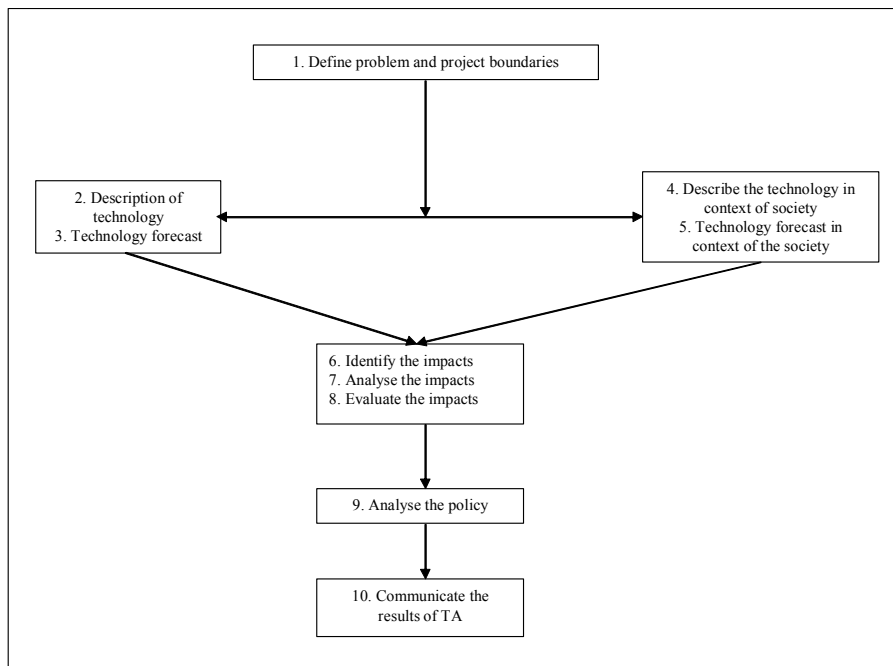 1. Define problem and project boundaries
2. Description of
technology
3. Technology forecast
4. Describe the technology in
context of society
5. Technology forecast in
context of the society
6. Identify the impacts
7. Analyse the impacts
8. Evaluate the impacts
9. Analyse the policy
10. Communicate the
results of TA